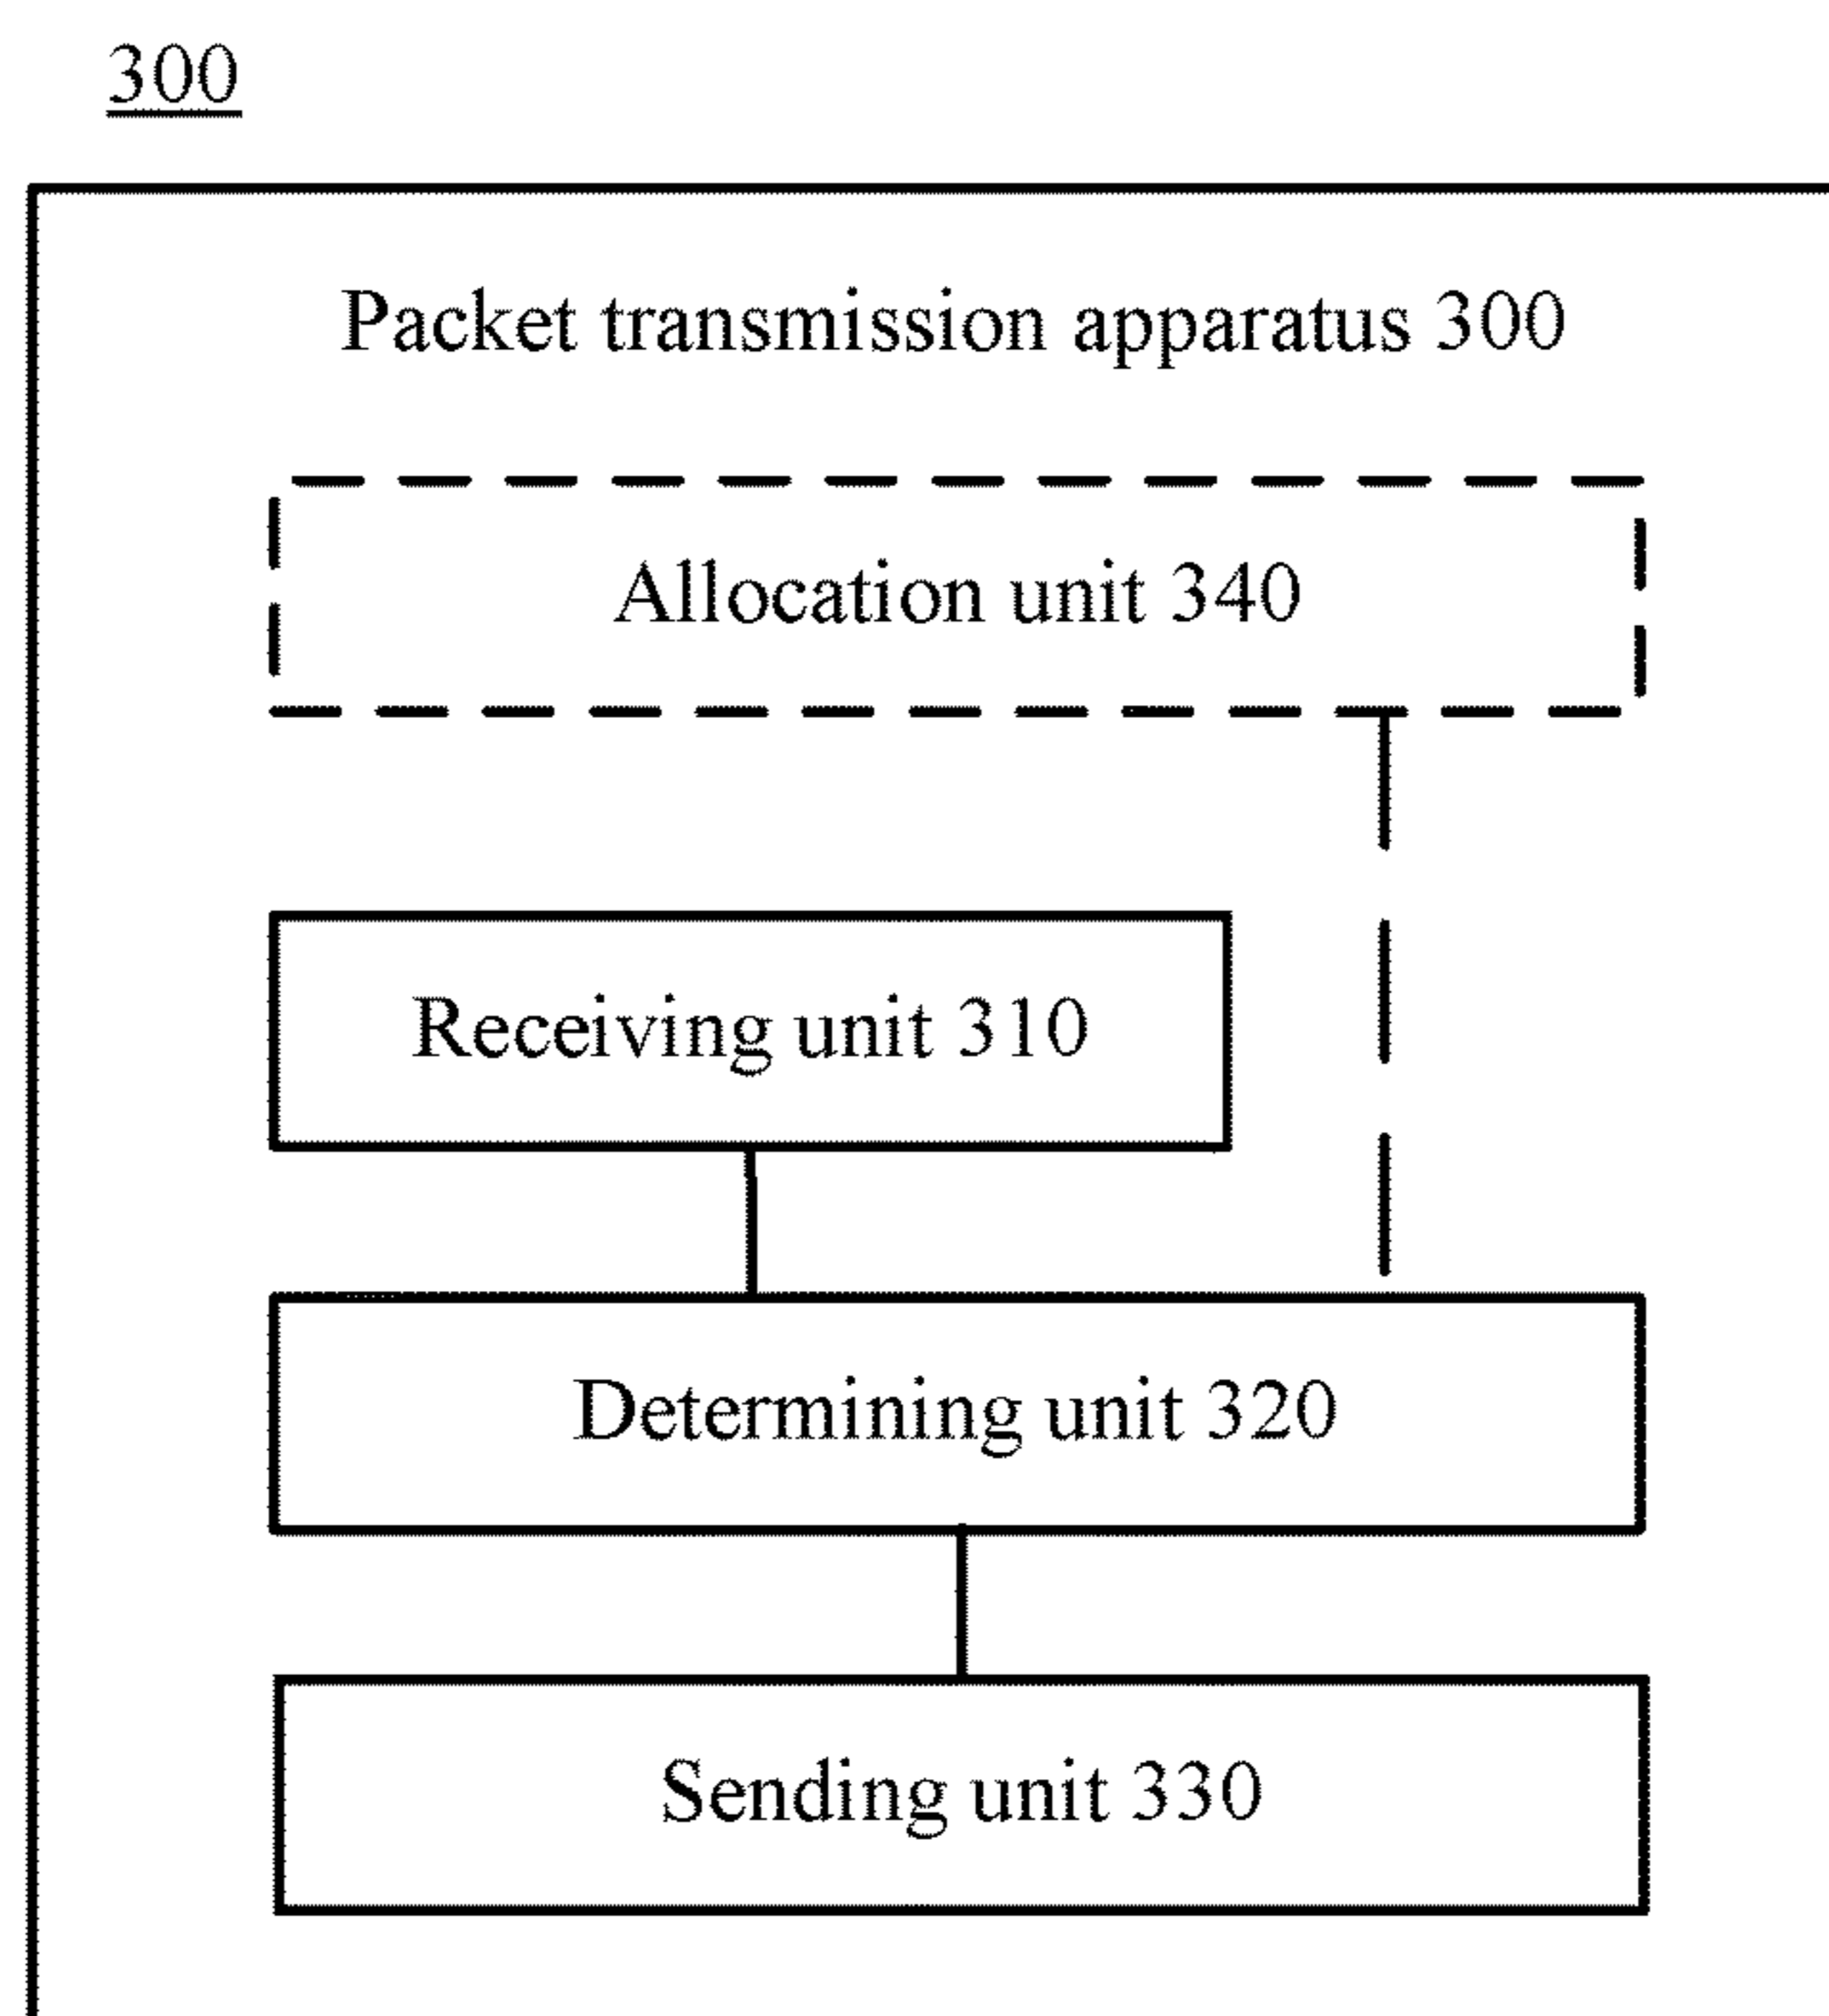 300
Packet transmission apparatus 300
Allocation unit 340
Receiving unit 310
Determining unit 320
Sending unit 330